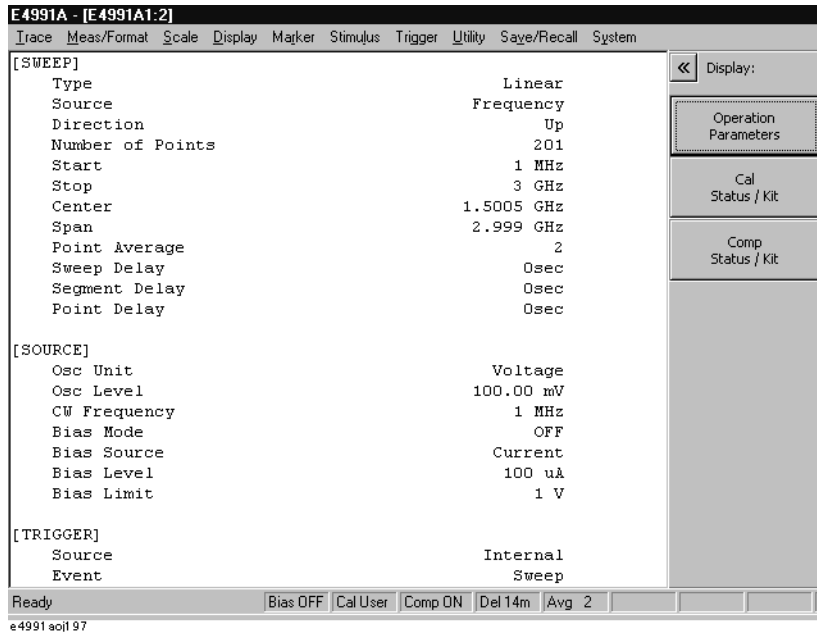 E4991A - [E4991A1:2]
Trace Meas/Format Scale Display Marker Stimulus Trigger Utility Save/Recall System
[SWEEP]
Type Linear
Source Frequency
Direction Up
Number of Points 201
Start 1 MHz
Stop 3 GHz
Center 1.5005 GHz
Span 2.999 GHz
Point Average 2
Sweep Delay 0sec
Segment Delay 0sec
Point Delay 0sec
[SOURCE]
Osc Unit Voltage
Osc Level 100.00 mV
CW Frequency 1 MHz
Bias Mode OFF
Bias Source Current
Bias Level 100 uA
Bias Limit 1 V
[TRIGGER]
Source Internal
Event Sweep
« Display:
Operation
Parameters
Cal
Status / Kit
Comp
Status / Kit
Ready Bias OFF Cal User Comp ON Del 14m Avg 2
e4991aoj197